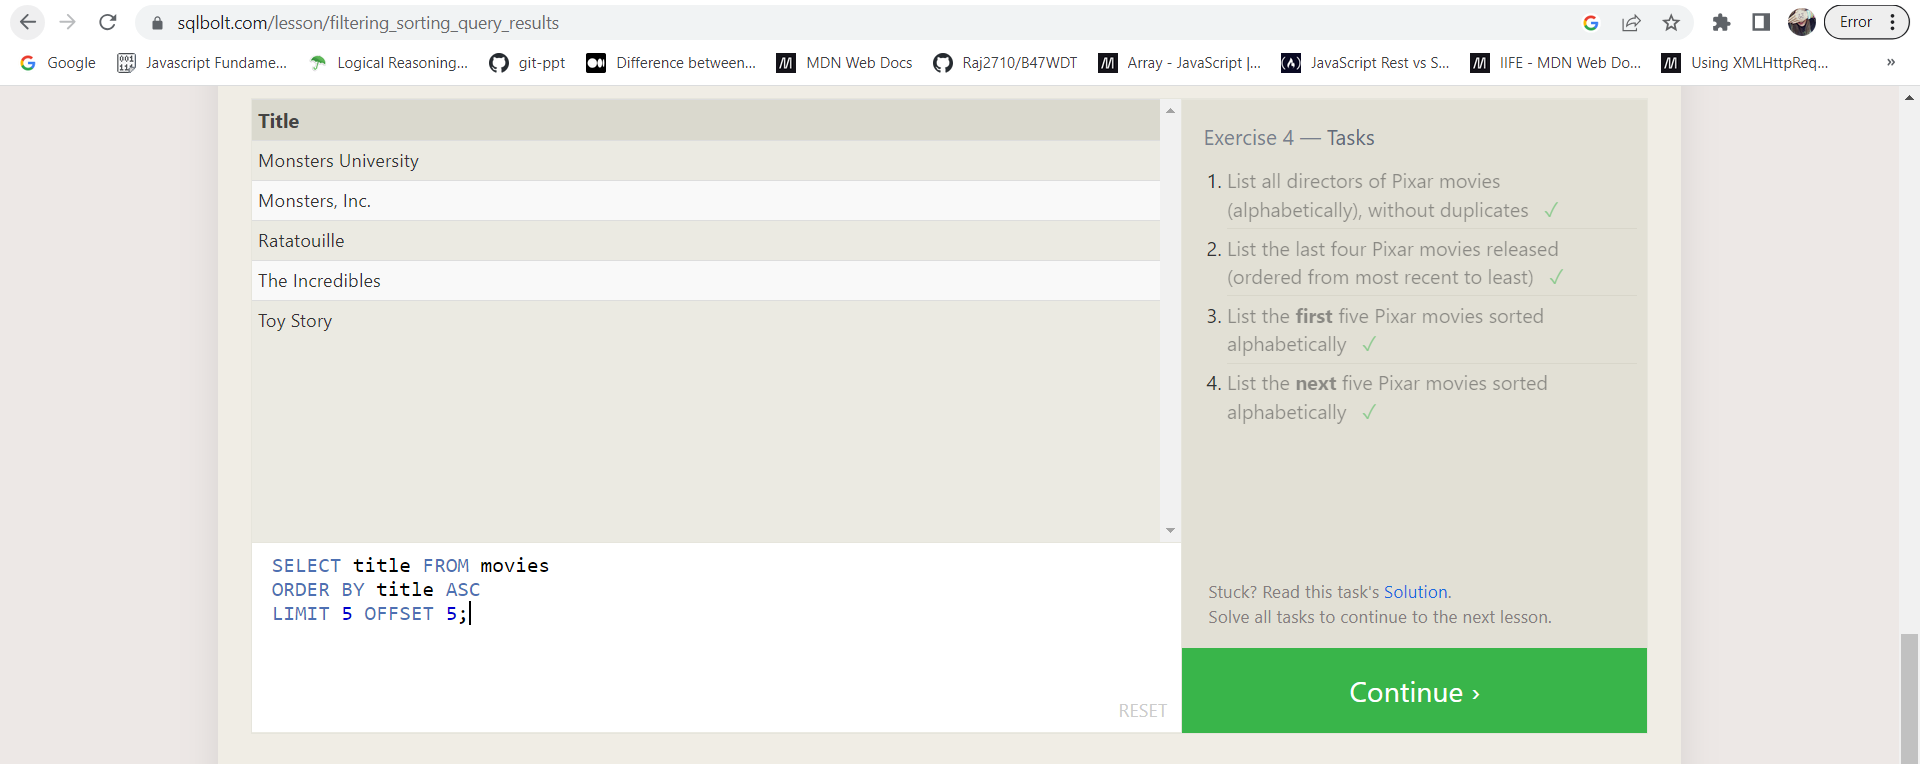 sqlbolt.com/lesson/filtering_sorting_query_results
Error
Google
Javascript Fundame...
Logical Reasoning...
git-ppt
Difference between...
MDN Web Docs
Raj2710/B47WDT
Array - JavaScript |...
JavaScript Rest vs S...
IIFE - MDN Web Do...
Using XMLHttpReq...
»
Title
Monsters University
Monsters, Inc.
Ratatouille
The Incredibles
Toy Story
SELECT title FROM movies
ORDER BY title ASC
LIMIT 5 OFFSET 5;
RESET
Exercise 4 — Tasks
1. List all directors of Pixar movies
(alphabetically), without duplicates ✓
2. List the last four Pixar movies released
(ordered from most recent to least) ✓
3. List the first five Pixar movies sorted
alphabetically ✓
4. List the next five Pixar movies sorted
alphabetically ✓
Stuck? Read this task's Solution.
Solve all tasks to continue to the next lesson.
Continue ›